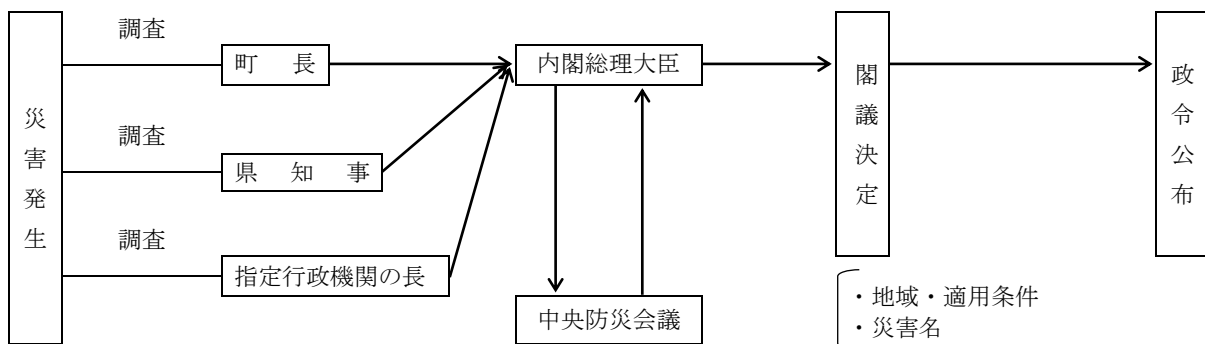 災害発生
調査
町　長
調査
県　知　事
調査
指定行政機関の長
内閣総理大臣
中央防災会議
閣議決定
・地域・適用条件
・災害名
政令公布